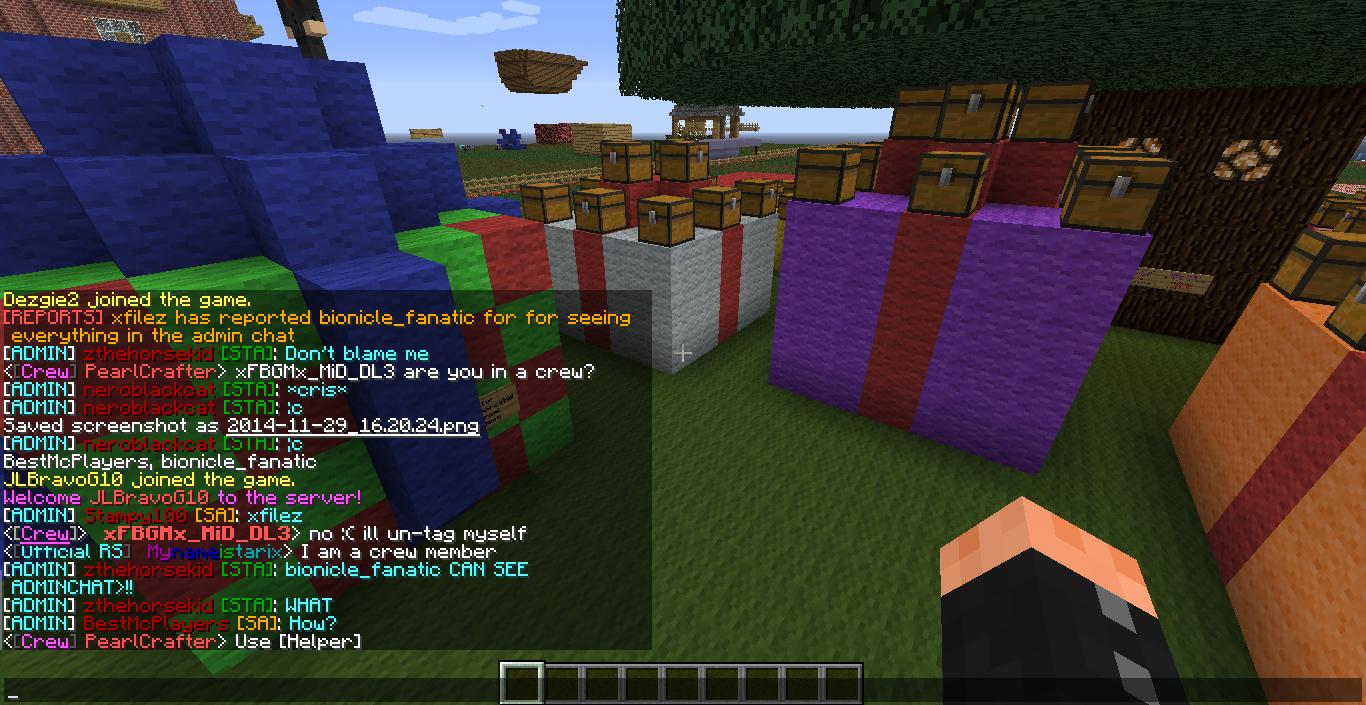 Dezgie2 joined the game.
[REPORTS] xfilez has reported bionicle_fanatic for for seeing
everything in the admin chat
[ADMIN] zthehorsekid [STA]: Don't blame me
<[Crew] PearlCrafter> xFBGMx_MiD_DL3 are you in a crew?
[ADMIN] neroblackcat [STA]: *cris*
[ADMIN] neroblackcat [STA]: ;c
Saved screenshot as 2014-11-29_16.20.24.png
[ADMIN] neroblackcat [STA]: ;c
BestMcPlayers, bionicle_fanatic
JLBravoG10 joined the game.
Welcome JLBravoG10 to the server!
[ADMIN] Stampy100 [SA]: xfilez
<[Crew]> xFBGMx_MiD_DL3> no :( ill un-tag myself
<[Official RS] Mynameistarix> I am a crew member
[ADMIN] zthehorsekid [STA]: bionicle_fanatic CAN SEE
ADMINCHAT>!!
[ADMIN] zthehorsekid [STA]: WHAT
[ADMIN] BestMcPlayers [SA]: How?
<[Crew] PearlCrafter> Use [Helper]
_